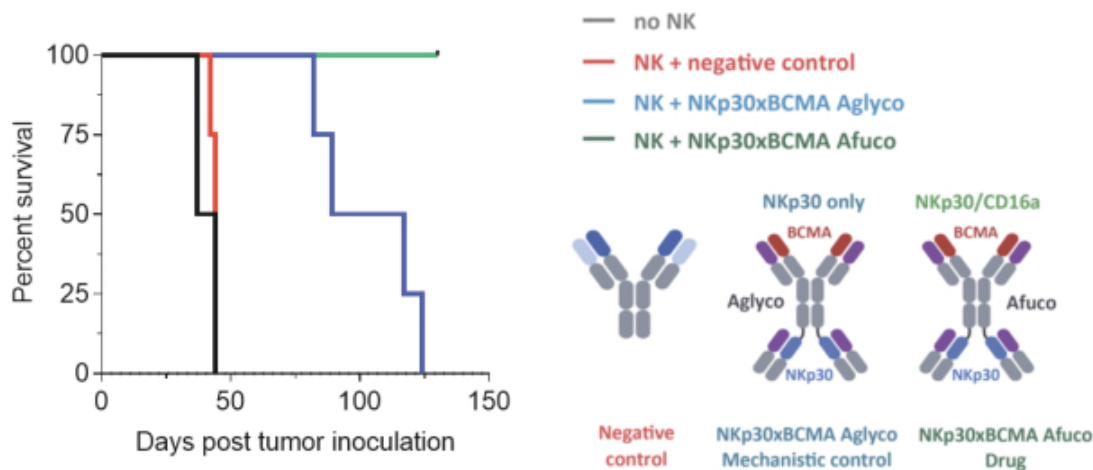 100
75
50
25
0
0
50
100
150
Percent survival
Days post tumor inoculation
no NK
NK + negative control
NK + NKp30xBCMA Aglyco
NK + NKp30xBCMA Afuco
NKp30 only
NKp30/CD16a
BCMA
BCMA
Aglyco
Afuco
NKp30
NKp30
Negative
control
NKp30xBCMA Aglyco
Mechanistic control
NKp30xBCMA Afuco
Drug